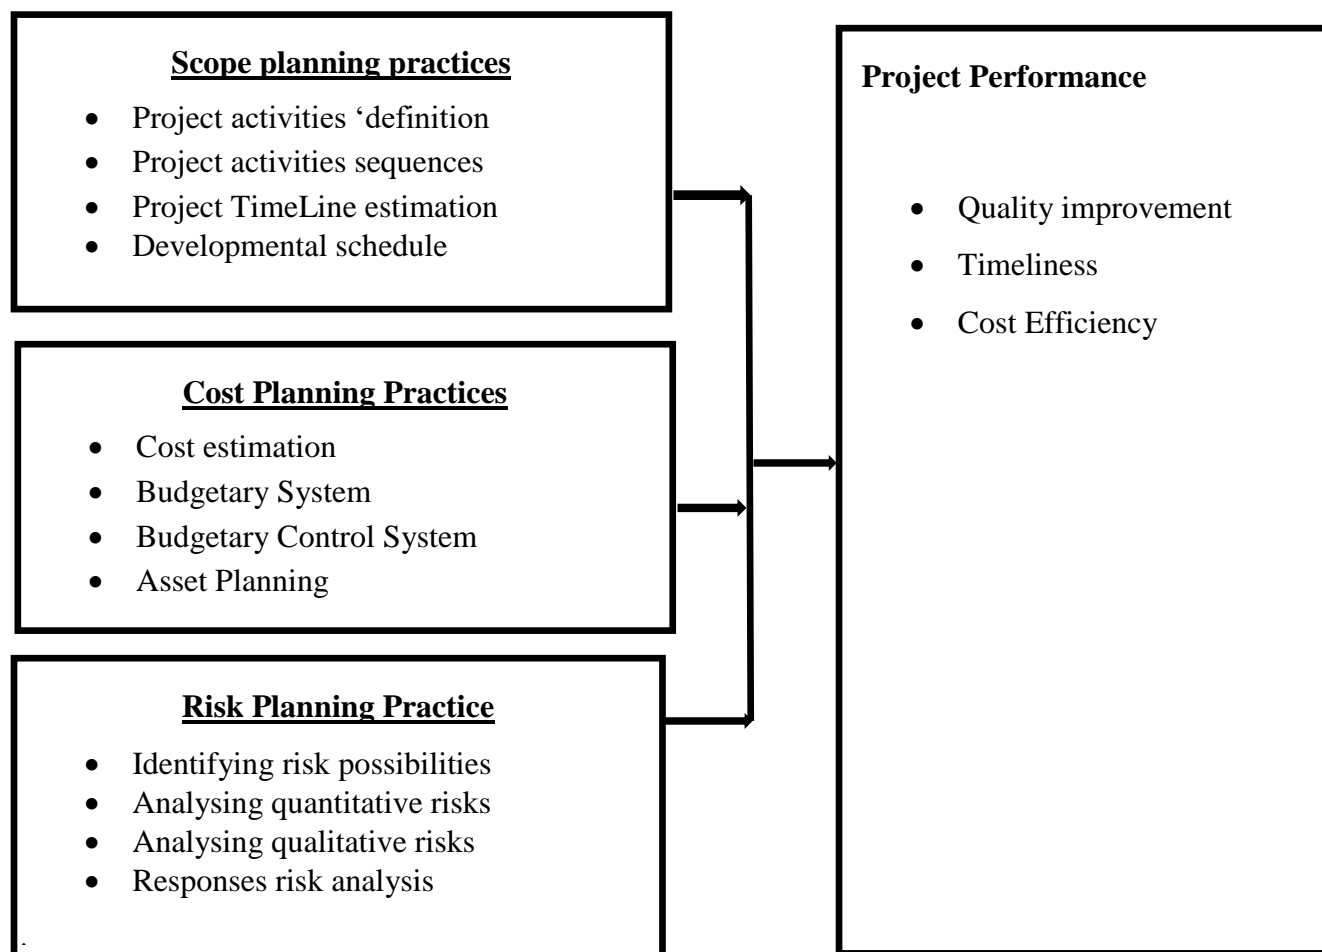 Scope planning practices
• Project activities ‘definition
• Project activities sequences
• Project TimeLine estimation
• Developmental schedule
Cost Planning Practices
• Cost estimation
• Budgetary System
• Budgetary Control System
• Asset Planning
Risk Planning Practice
• Identifying risk possibilities
• Analysing quantitative risks
• Analysing qualitative risks
• Responses risk analysis
.
Project Performance
• Quality improvement
• Timeliness
• Cost Efficiency